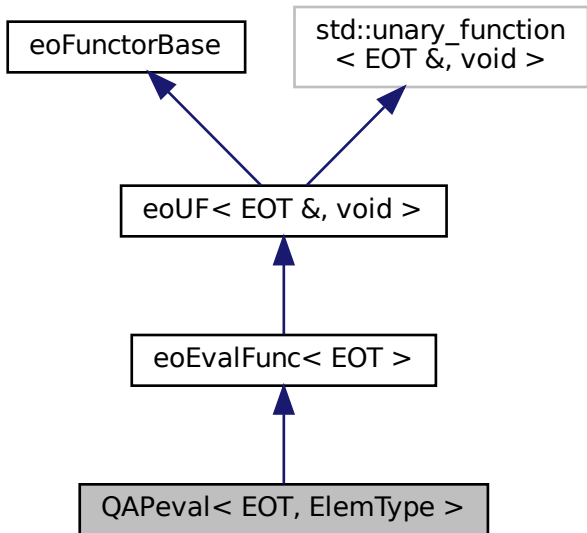 eoFunctorBase
std::unary_function
< EOT &, void >
eoUF< EOT &, void >
eoEvalFunc< EOT >
QAPeval< EOT, ElemType >